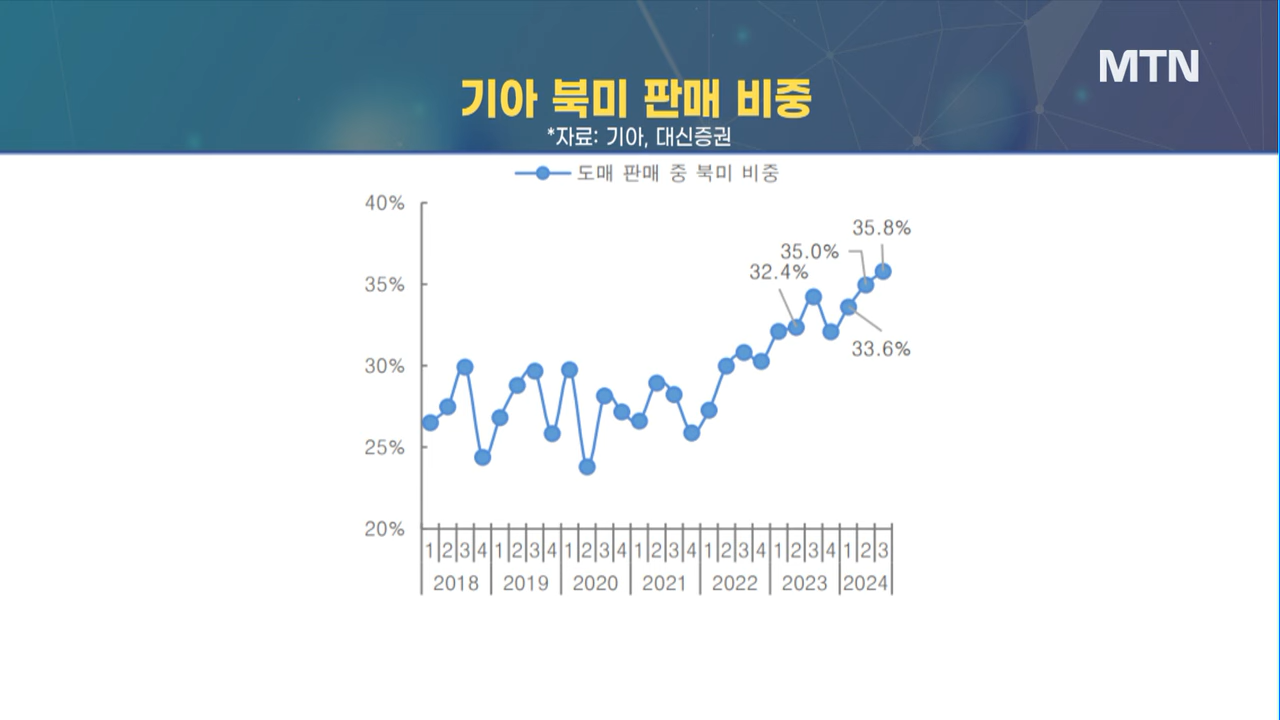 MTN
기아 북미 판매 비중
*자료: 기아, 대신증권
도매 판매 중 북미 비중
40%
35.8%
35.0%
32.4%
35%
33.6%
30%
25%
20%
1 2 3 4 1 2 3 4 1 2 3 4 1 2 3 4 1 2 3 4 1 2 3 4 1 2 3
2018 2019 2020 2021 2022 2023 2024